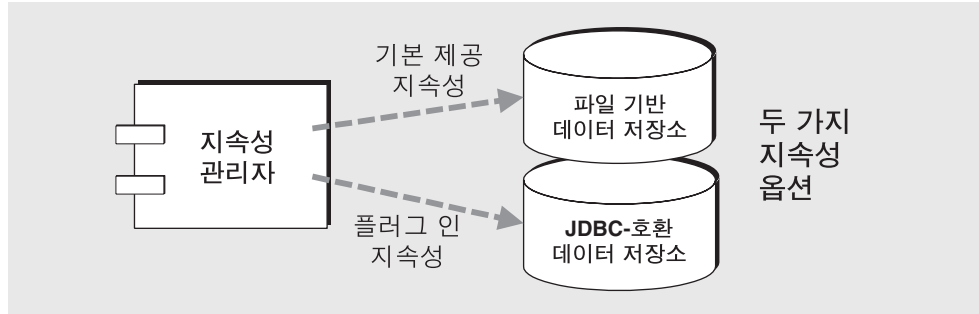 기본 제공
지속성
지속성
관리자
파일 기반
데이터 저장소
두 가지
지속성
옵션
플러그 인
지속성
JDBC-호환
데이터 저장소